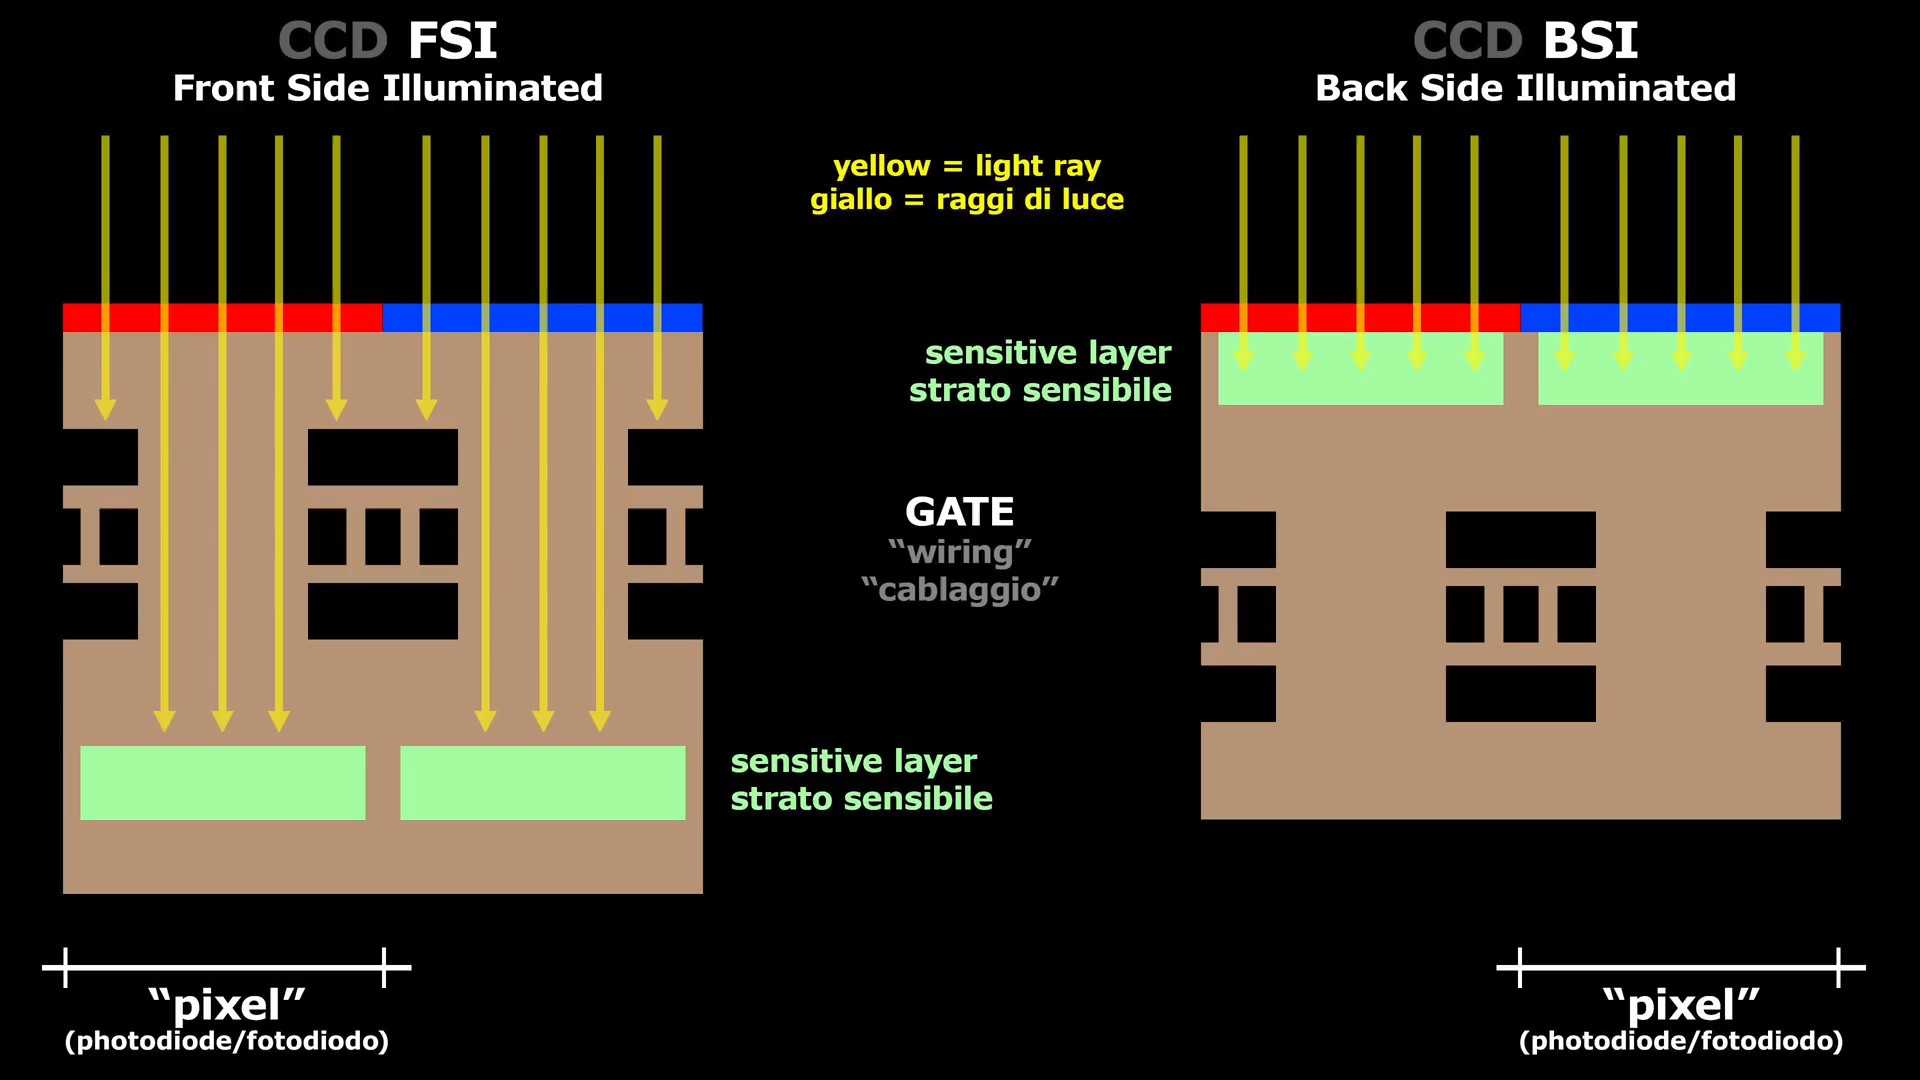 CCD FSI
Front Side Illuminated
CCD BSI
Back Side Illuminated
yellow = light ray
giallo = raggi di luce
sensitive layer
strato sensibile
GATE
“wiring”
“cablaggio”
sensitive layer
strato sensibile
“pixel”
(photodiode/fotodiodo)
“pixel”
(photodiode/fotodiodo)